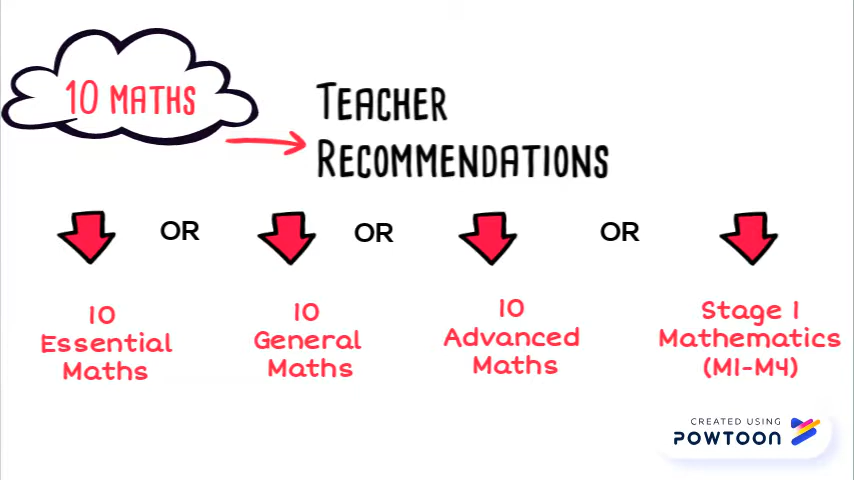 10 MATHS
TEACHER
RECOMMENDATIONS
OR
OR
OR
10
Essential
Maths
10
General
Maths
10
Advanced
Maths
Stage 1
Mathematics
(M1-M4)
CREATED USING
POWTOON